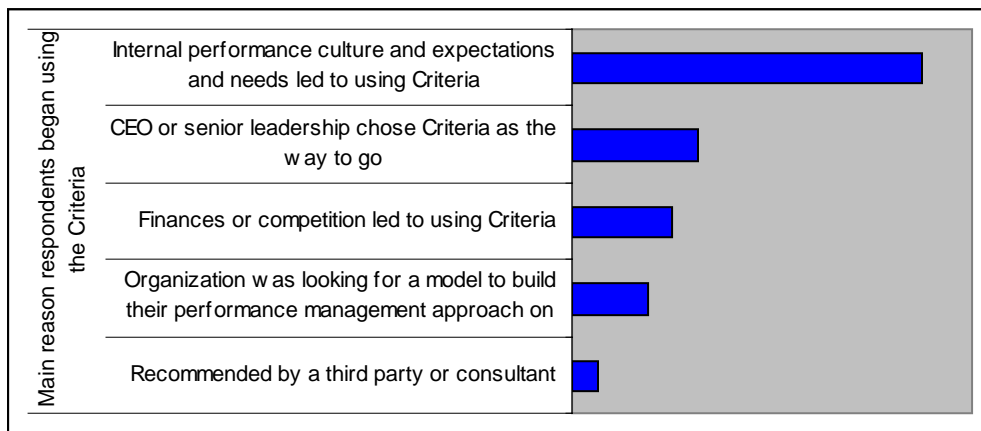 Main reason respondents began using
the Criteria
Internal performance culture and expectations
and needs led to using Criteria
CEO or senior leadership chose Criteria as the
way to go
Finances or competition led to using Criteria
Organization was looking for a model to build
their performance management approach on
Recommended by a third party or consultant